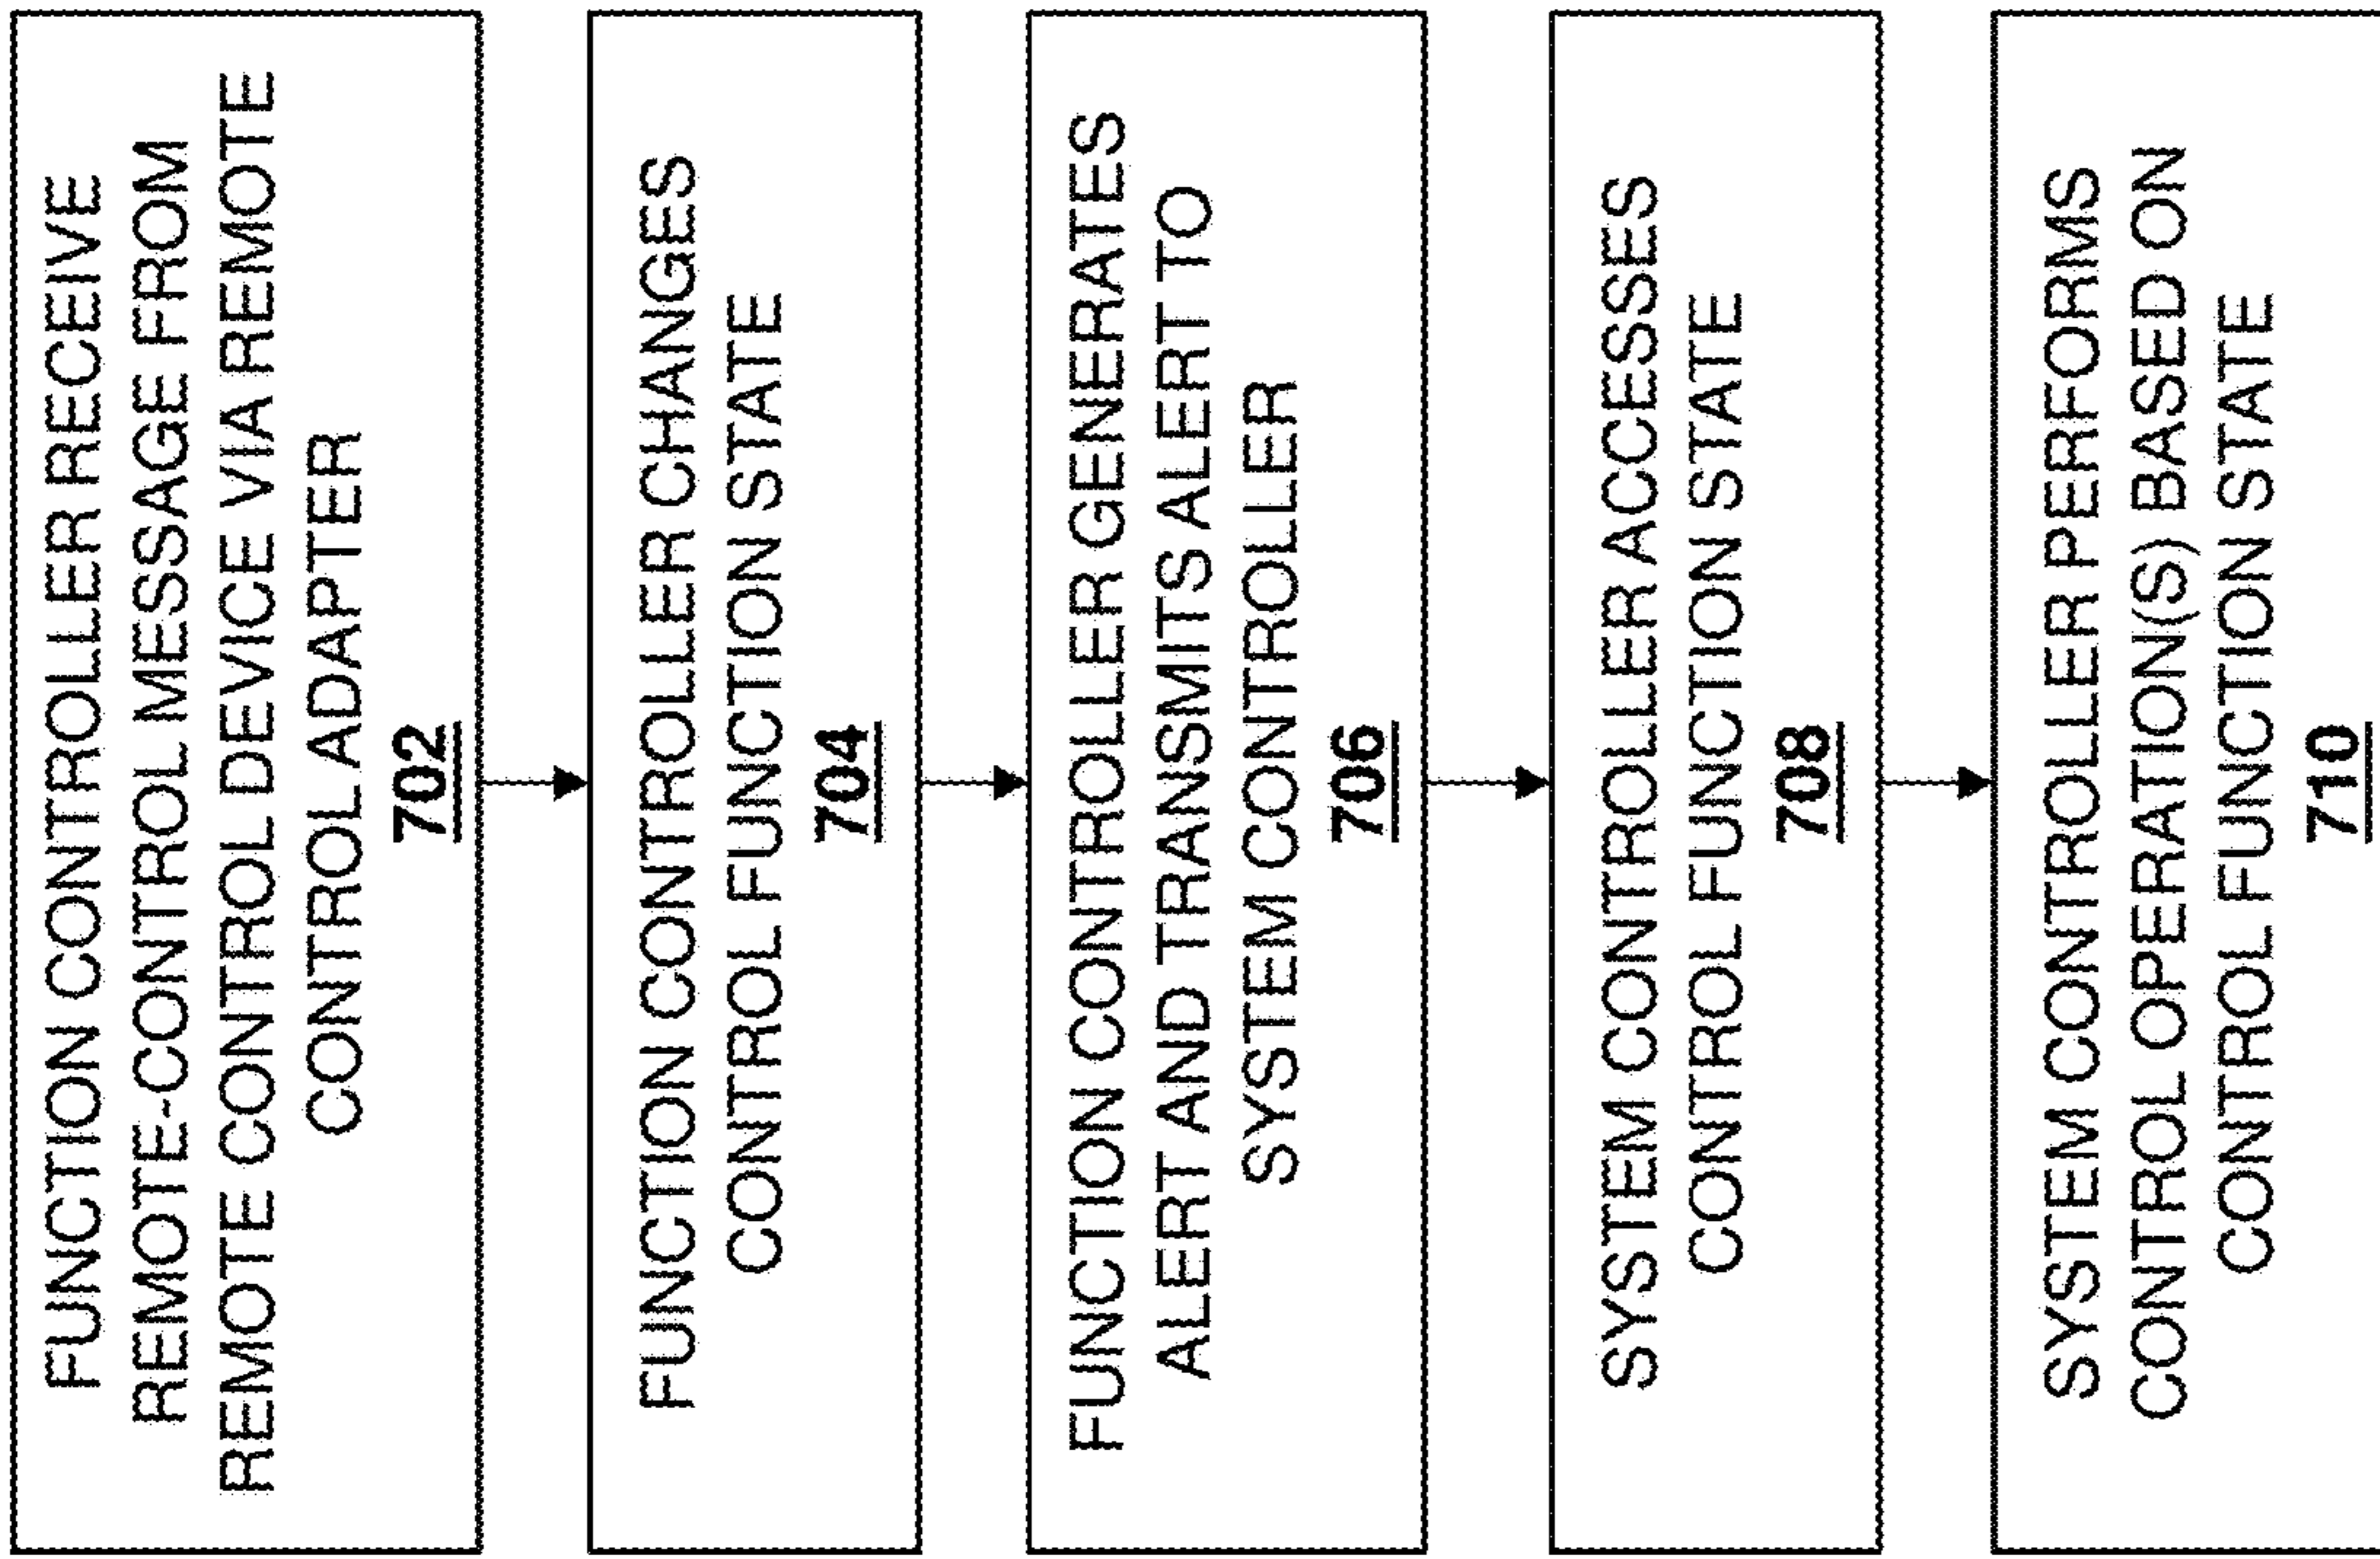 FUNCTION CONTROLLER RECEIVE
REMOTE-CONTROL MESSAGE FROM
REMOTE CONTROL DEVICE VIA REMOTE
CONTROL ADAPTER
702
FUNCTION CONTROLLER CHANGES
CONTROL FUNCTION STATE
704
FUNCTION CONTROLLER GENERATES
ALERT AND TRANSMITS ALERT TO
SYSTEM CONTROLLER
706
SYSTEM CONTROLLER ACCESSES
CONTROL FUNCTION STATE
708
SYSTEM CONTROLLER PERFORMS
CONTROL OPERATION(S) BASED ON
CONTROL FUNCTION STATE
710